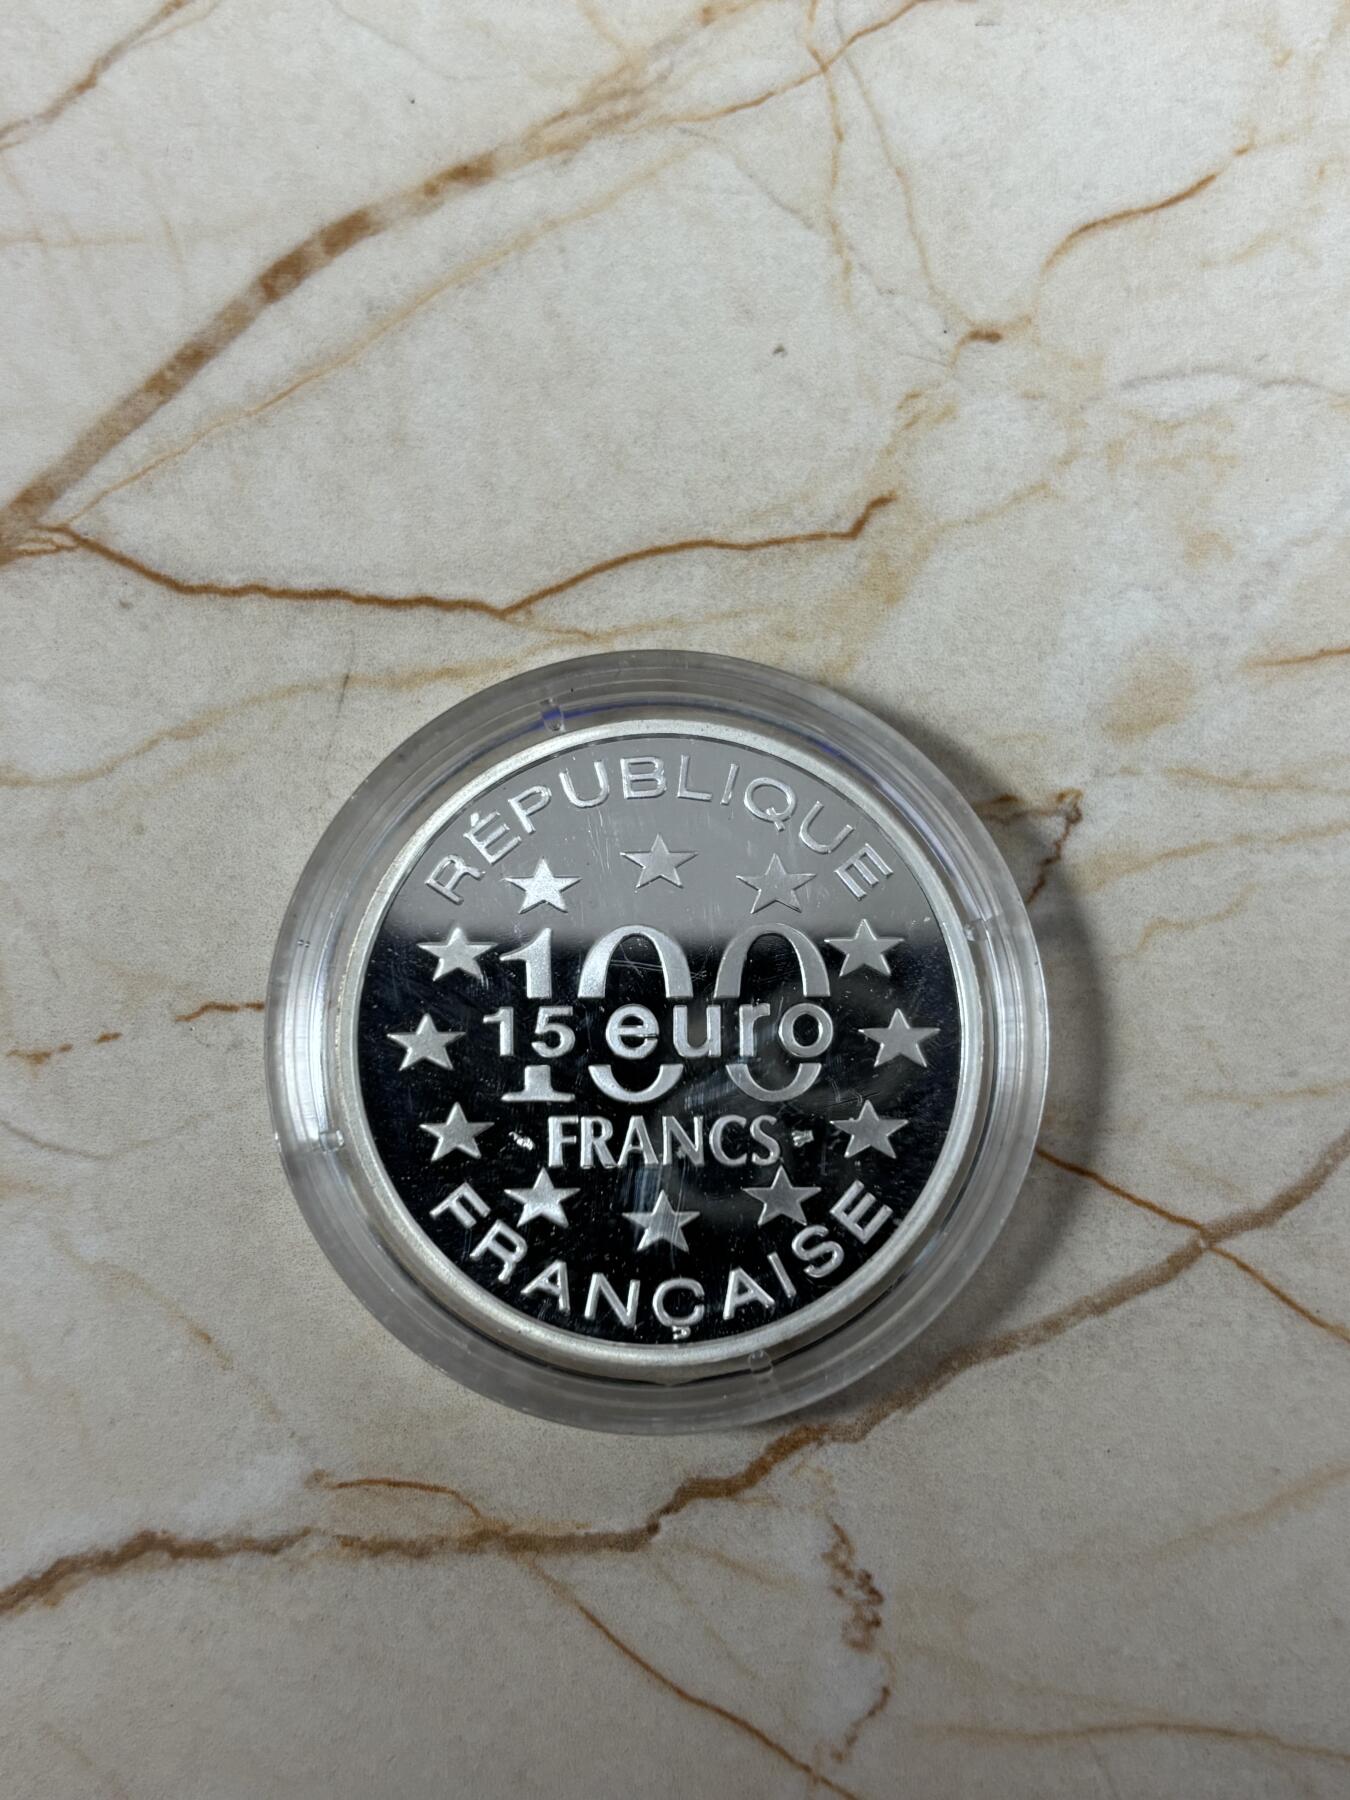 RÉPUBLIQUE
100
15 euro
FRANCS
FRANÇAISE